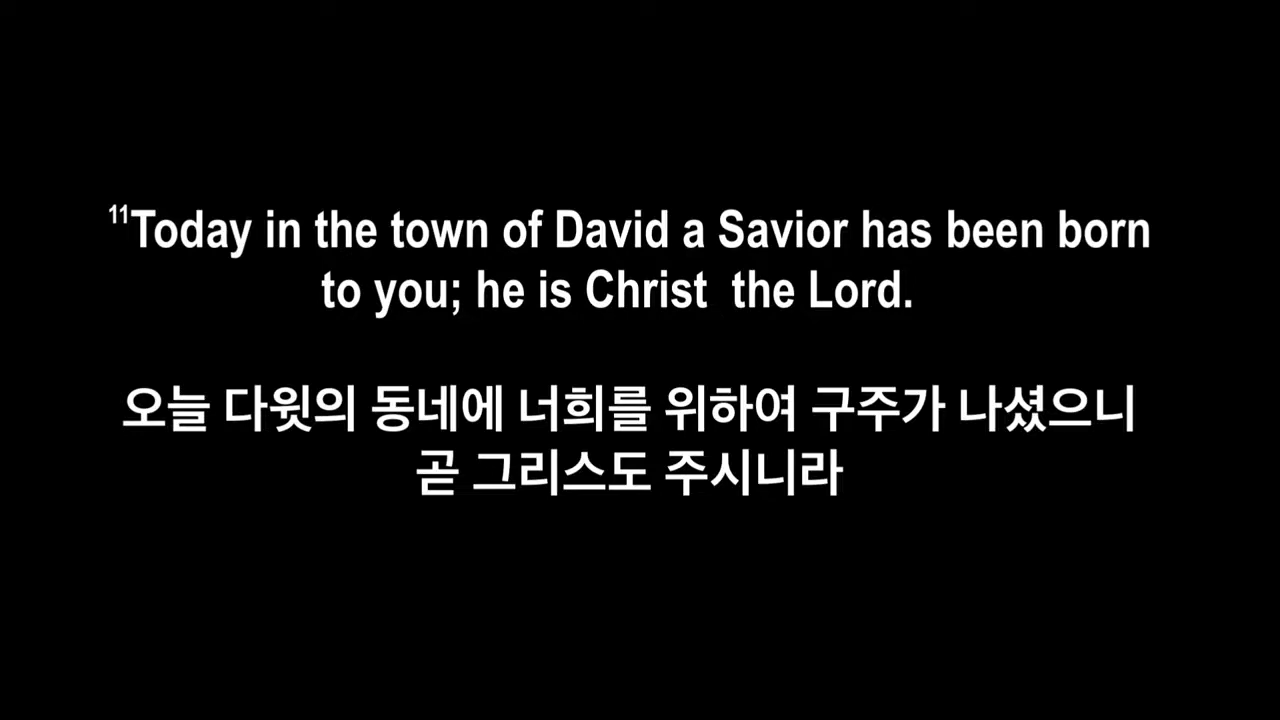 11Today in the town of David a Savior has been born
to you; he is Christ  the Lord.
오늘 다윗의 동네에 너희를 위하여 구주가 나셨으니
곧 그리스도 주시니라